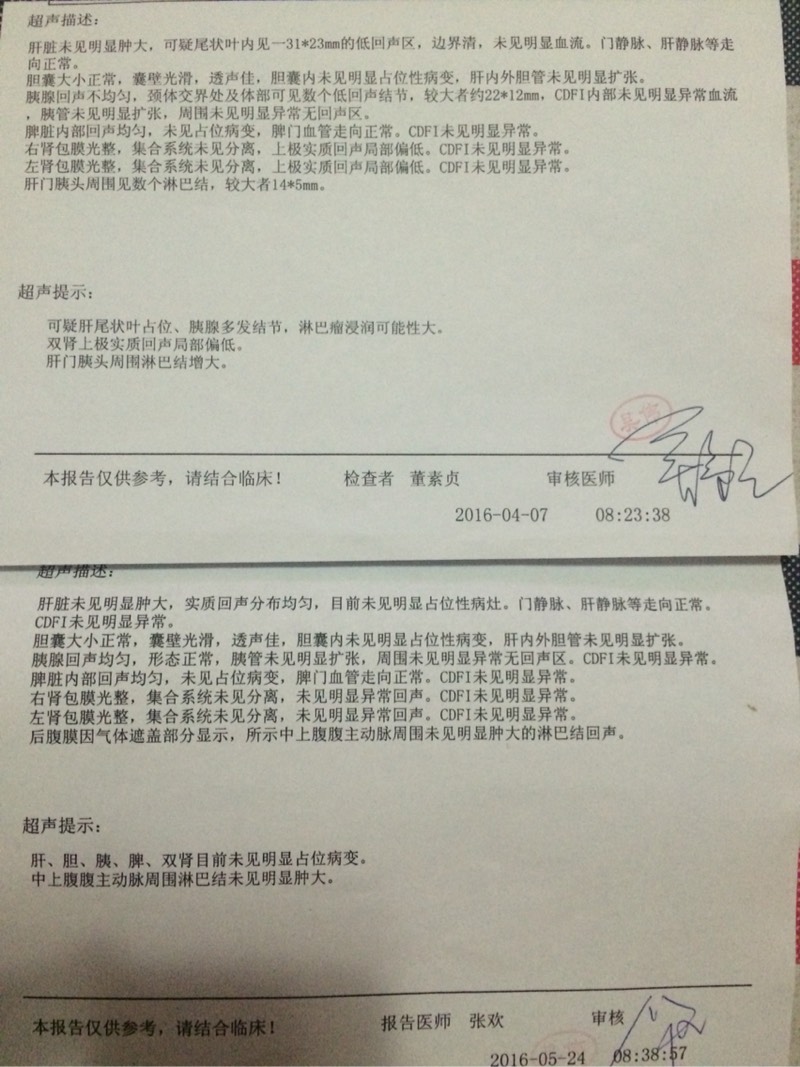 超声描述:
肝脏未见明显肿大，可疑尾状叶内见一31*23mm的低回声区，边界清，未见明显血流。门静脉、肝静脉等走
向正常。
胆囊大小正常，囊壁光滑，透声佳，胆囊内未见明显占位性病变，肝内外胆管未见明显扩张。
胰腺回声不均匀，颈体交界处及体部可见数个低回声结节，较大者约22*12mm，CDFI内部未见明显异常血流
，胰管未见明显扩张，周围未见明显异常无回声区。
脾脏内部回声均匀，未见占位病变，脾门血管走向正常。CDFI未见明显异常。
右肾包膜光整，集合系统未见分离，上极实质回声局部偏低。CDFI未见明显异常。
左肾包膜光整，集合系统未见分离，上极实质回声局部偏低。CDFI未见明显异常。
肝门胰头周围见数个淋巴结，较大者14*5mm。
超声提示:
可疑肝尾状叶占位、胰腺多发结节，淋巴瘤浸润可能性大。
双肾上极实质回声局部偏低。
肝门胰头周围淋巴结增大。
本报告仅供参考，请结合临床！ 检查者 董素贞 审核医师
2016-04-07 08:23:38
超声描述:
肝脏未见明显肿大，实质回声分布均匀，目前未见明显占位性病灶。门静脉、肝静脉等走向正常。
CDFI未见明显异常。
胆囊大小正常，囊壁光滑，透声佳，胆囊内未见明显占位性病变，肝内外胆管未见明显扩张。
胰腺回声均匀，形态正常，胰管未见明显扩张，周围未见明显异常无回声区。CDFI未见明显异常。
脾脏内部回声均匀，未见占位病变，脾门血管走向正常。CDFI未见明显异常。
右肾包膜光整，集合系统未见分离，未见明显异常回声。CDFI未见明显异常。
左肾包膜光整，集合系统未见分离，未见明显异常回声。CDFI未见明显异常。
后腹膜因气体遮盖部分显示，所示中上腹腹主动脉周围未见明显肿大的淋巴结回声。
超声提示:
肝、胆、胰、脾、双肾目前未见明显占位病变。
中上腹腹主动脉周围淋巴结未见明显肿大。
本报告仅供参考，请结合临床！ 报告医师 张欢 审核
2016-05-24 08:38:57